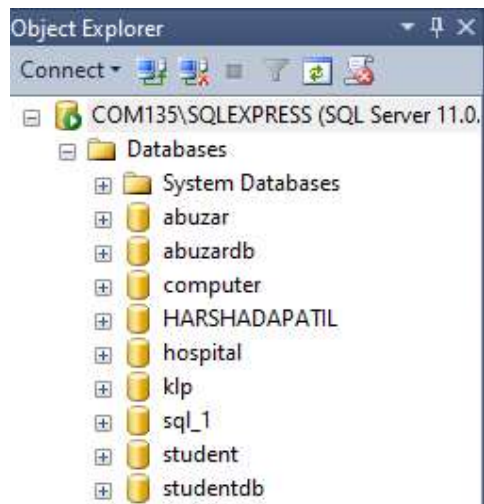 Object Explorer
Connect
COM135\SQLEXPRESS (SQL Server 11.0.
Databases
System Databases
abuzar
abuzardb
computer
HARSHADAPATIL
hospital
klp
sql_1
student
studentdb